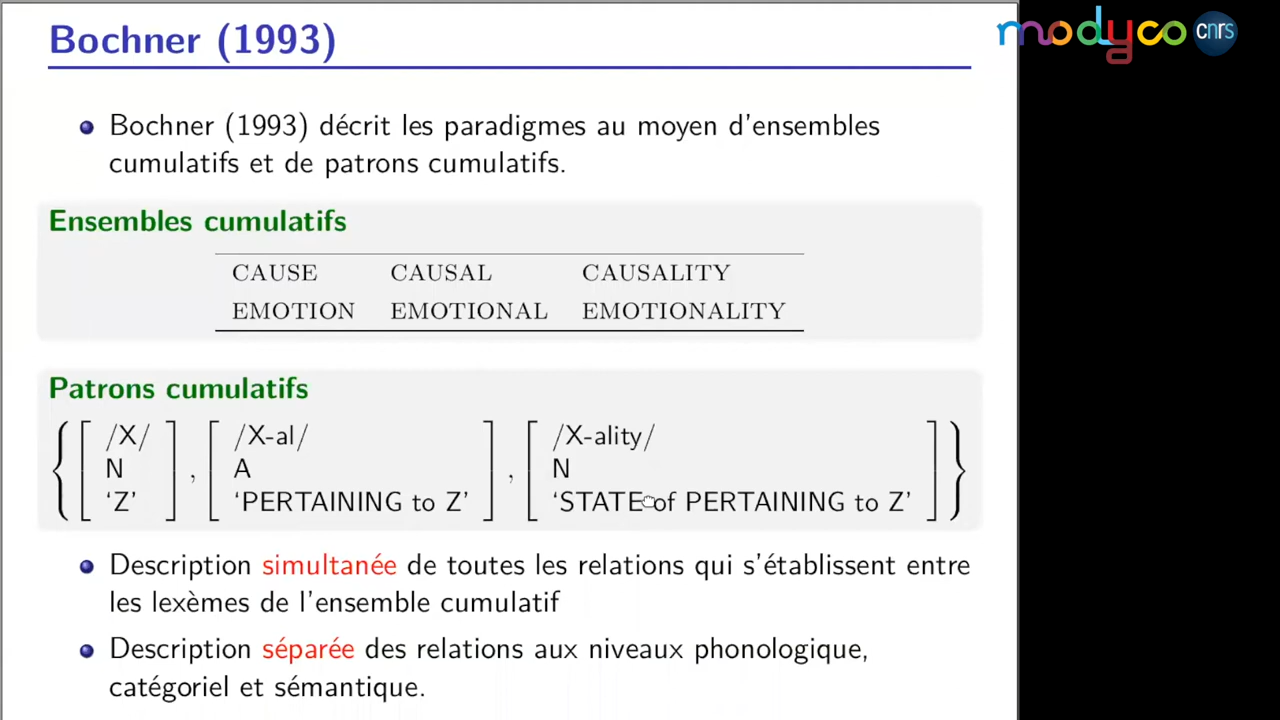 Bochner (1993)
modyco cnrs
Bochner (1993) décrit les paradigmes au moyen d'ensembles
cumulatifs et de patrons cumulatifs.
Ensembles cumulatifs
CAUSE CAUSAL CAUSALITY
EMOTION EMOTIONAL EMOTIONALITY
Patrons cumulatifs
/X/ /X-al/ /X-ality/
N A N
'Z' , 'PERTAINING to Z' , 'STATE of PERTAINING to Z'
Description simultanée de toutes les relations qui s'établissent entre
les lexèmes de l'ensemble cumulatif
Description séparée des relations aux niveaux phonologique,
catégoriel et sémantique.